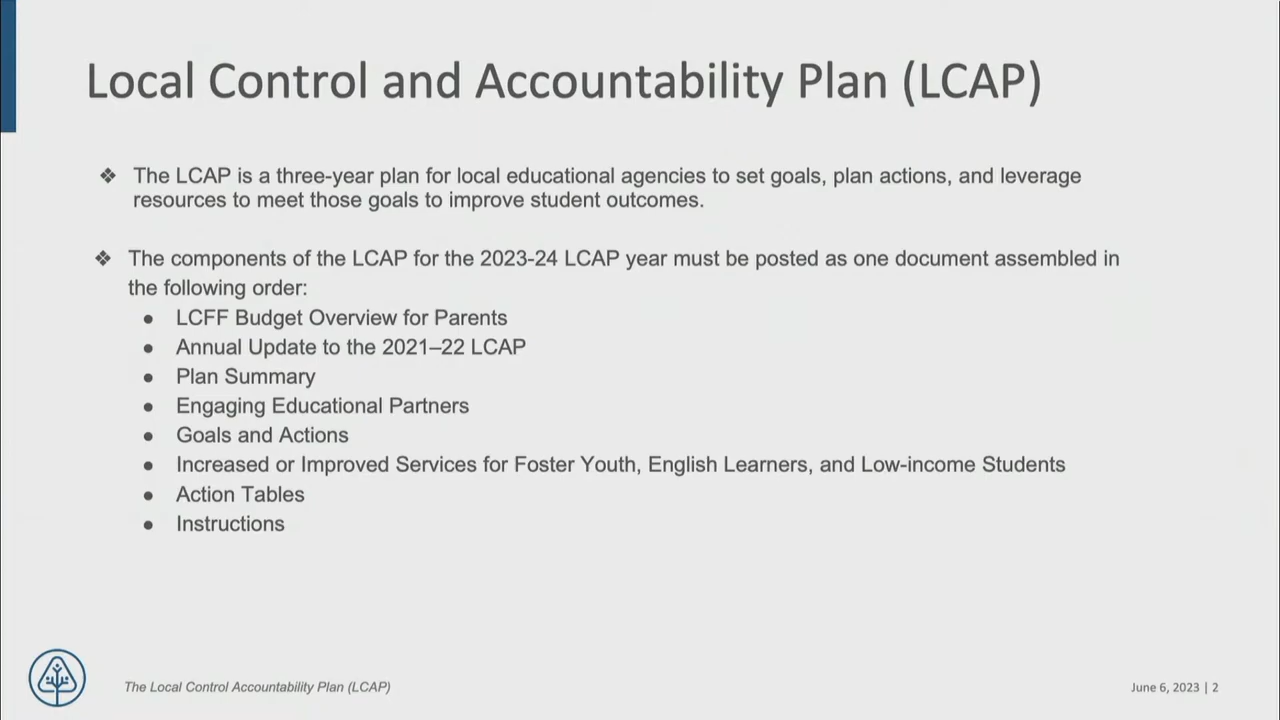 Local Control and Accountability Plan (LCAP)
❖ The LCAP is a three-year plan for local educational agencies to set goals, plan actions, and leverage
resources to meet those goals to improve student outcomes.
❖ The components of the LCAP for the 2023-24 LCAP year must be posted as one document assembled in
the following order:
● LCFF Budget Overview for Parents
● Annual Update to the 2021–22 LCAP
● Plan Summary
● Engaging Educational Partners
● Goals and Actions
● Increased or Improved Services for Foster Youth, English Learners, and Low-income Students
● Action Tables
● Instructions
The Local Control Accountability Plan (LCAP)
June 6, 2023 | 2